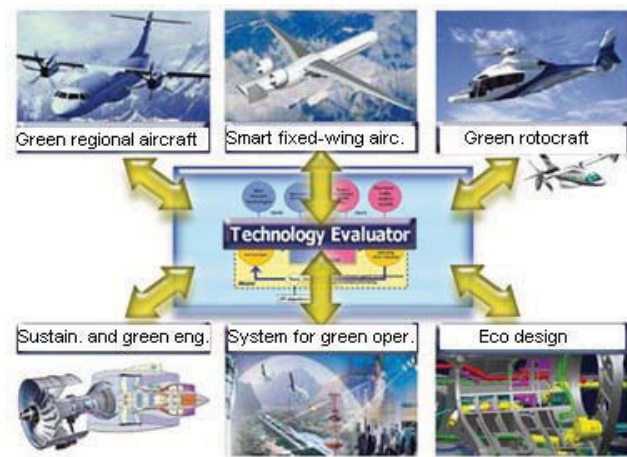 Green regional aircraft
Smart fixed-wing airc.
Green rotocraft
Technology Evaluator
Sustain. and green eng.
System for green oper.
Eco design